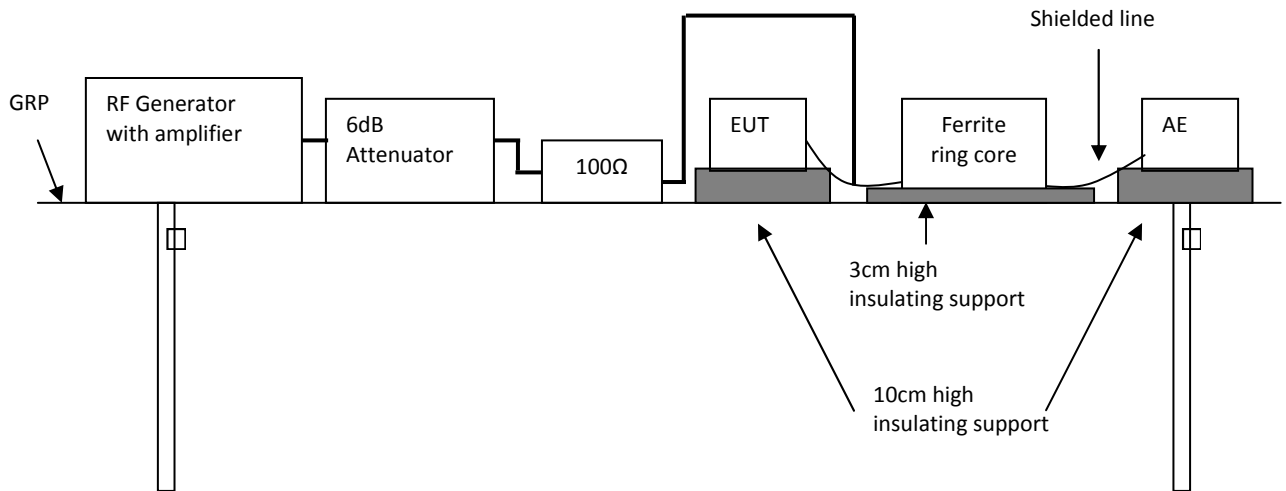 Shielded line
GRP
RF Generator
with amplifier
6dB
Attenuator
100Ω
EUT
Ferrite
ring core
AE
3cm high
insulating support
10cm high
insulating support